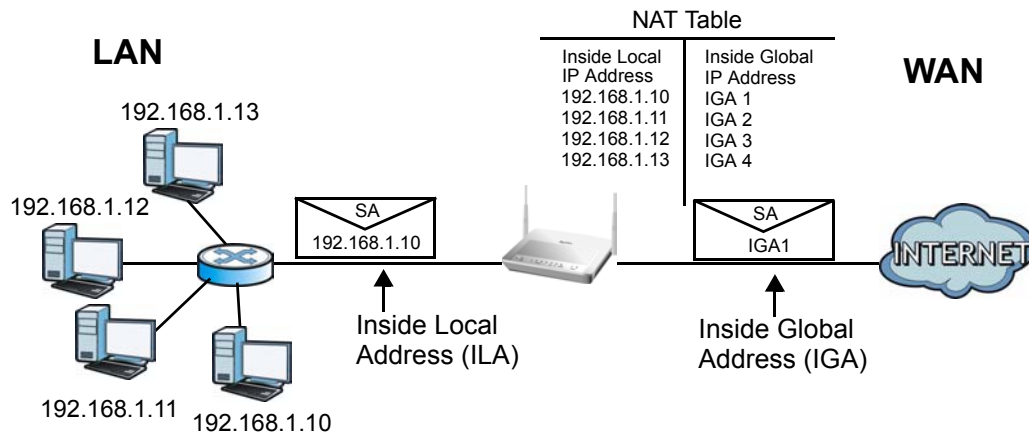 NAT Table
LAN
WAN
Inside Local
IP Address
192.168.1.10
192.168.1.11
192.168.1.12
192.168.1.13
Inside Global
IP Address
IGA 1
IGA 2
IGA 3
IGA 4
192.168.1.13
192.168.1.12
192.168.1.11
192.168.1.10
SA
192.168.1.10
SA
IGA1
INTERNET
Inside Local
Address (ILA)
Inside Global
Address (IGA)